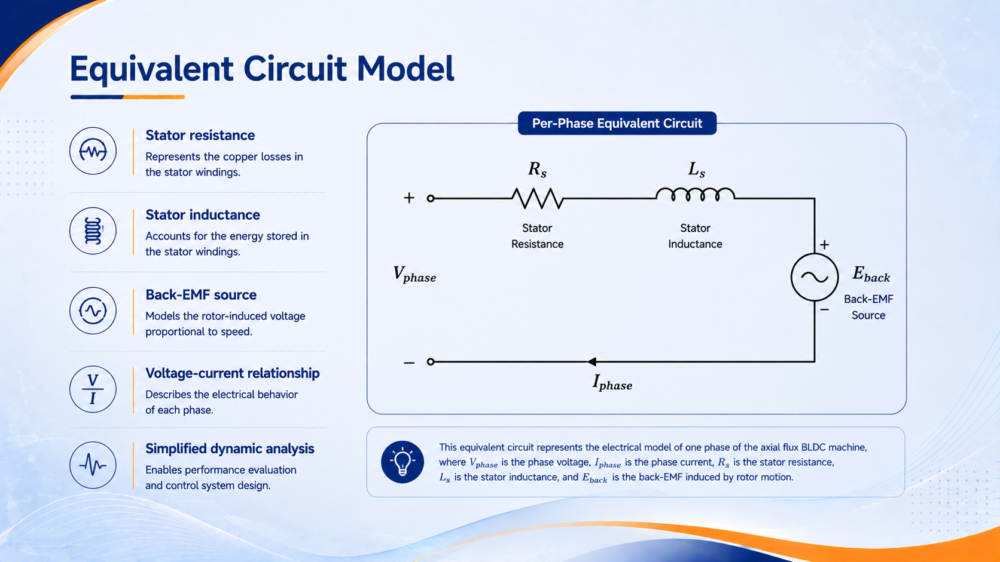 Equivalent Circuit Model
Stator resistance
Represents the copper losses in
the stator windings.
Stator inductance
Accounts for the energy stored in
the stator windings.
Back-EMF source
Models the rotor-induced voltage
proportional to speed.
V
I
Voltage-current relationship
Describes the electrical behavior
of each phase.
Simplified dynamic analysis
Enables performance evaluation
and control system design.
Per-Phase Equivalent Circuit
Rs
Ls
+
Stator
Resistance
Stator
Inductance
+
Vphase
Eback
Back-EMF
Source
−
−
Iphase
This equivalent circuit represents the electrical model of one phase of the axial flux BLDC machine,
where Vphase is the phase voltage, Iphase is the phase current, Rs is the stator resistance,
Ls is the stator inductance, and Eback is the back-EMF induced by rotor motion.